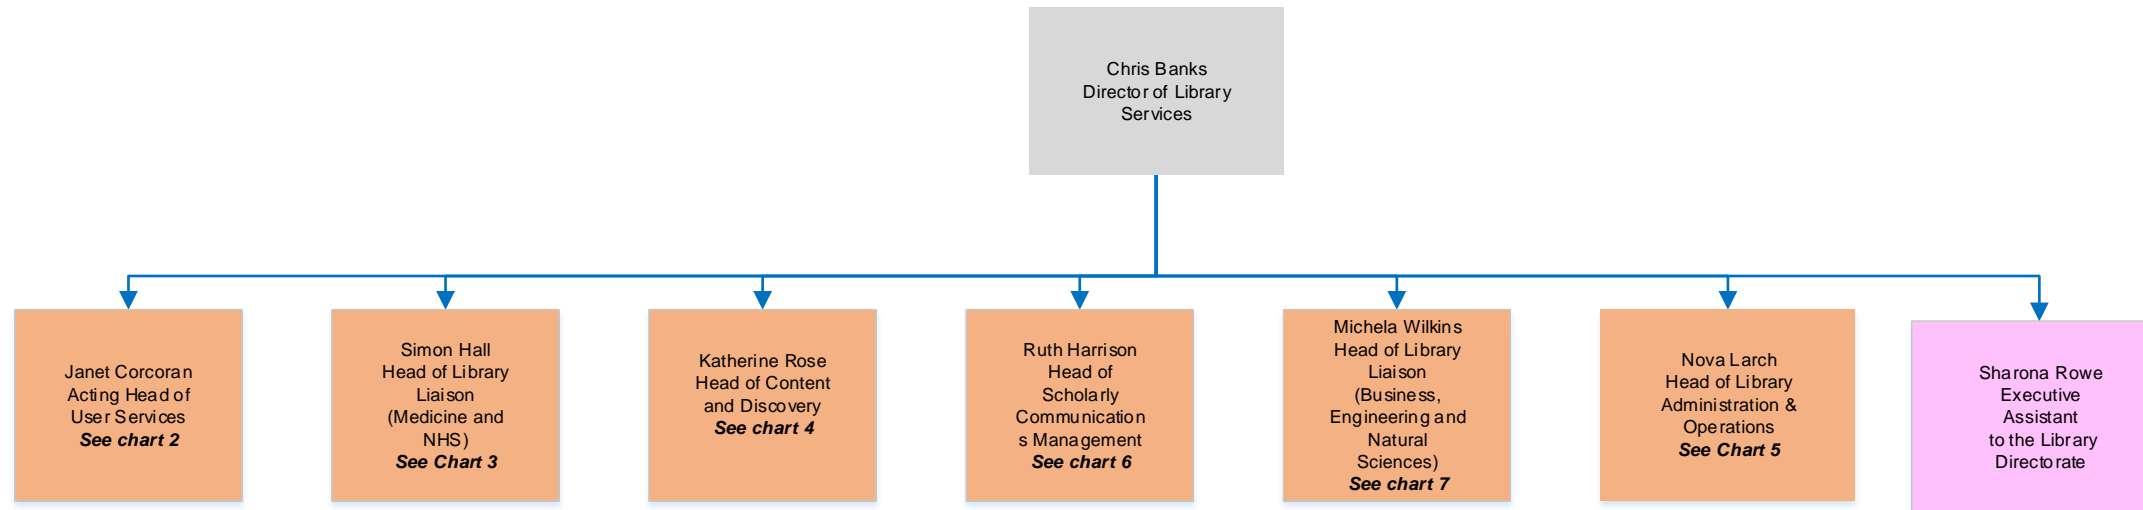 Chris Banks
Director of Library
Services
Janet Corcoran
Acting Head of
User Services
See chart 2
Simon Hall
Head of Library
Liaison
(Medicine and
NHS)
See Chart 3
Katherine Rose
Head of Content
and Discovery
See chart 4
Ruth Harrison
Head of
Scholarly
Communication
s Management
See chart 6
Michela Wilkins
Head of Library
Liaison
(Business,
Engineering and
Natural
Sciences)
See chart 7
Nova Larch
Head of Library
Administration &
Operations
See Chart 5
Sharona Rowe
Executive
Assistant
to the Library
Directorate